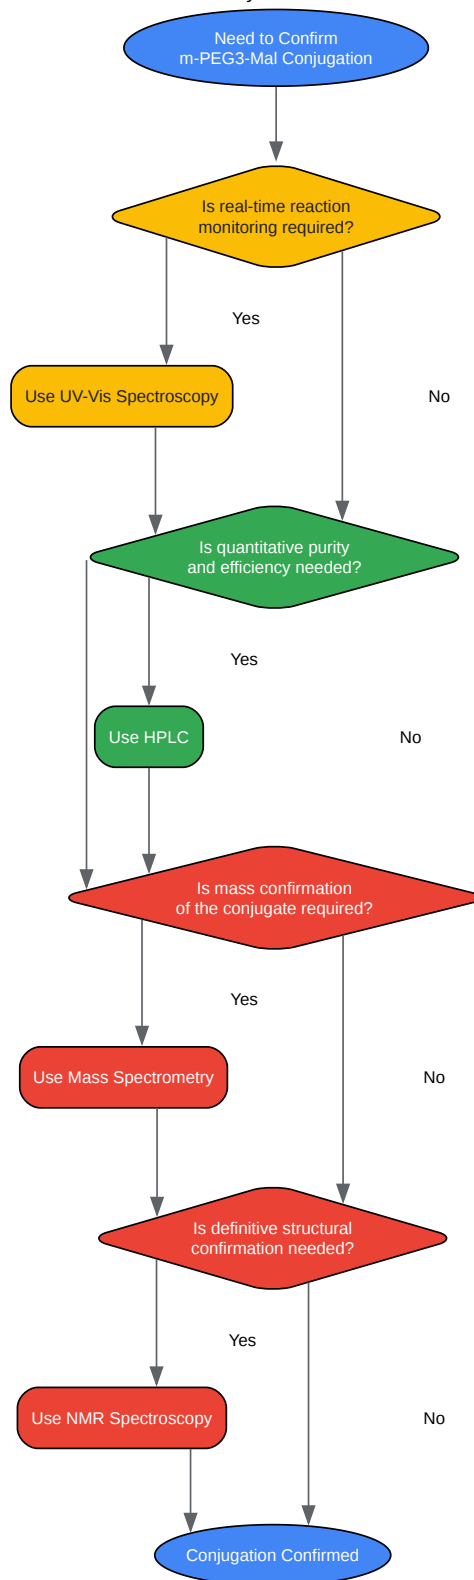 Need to Confirm
m-PEG3-Mal Conjugation
Is real-time reaction
monitoring required?
Yes
Use UV-Vis Spectroscopy
No
Is quantitative purity
and efficiency needed?
Yes
Use HPLC
No
Is mass confirmation
of the conjugate required?
Yes
Use Mass Spectrometry
No
Is definitive structural
confirmation needed?
Yes
Use NMR Spectroscopy
No
Conjugation Confirmed